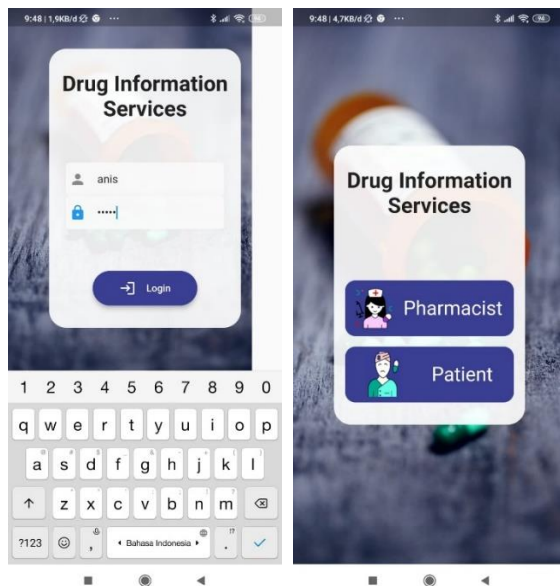 9:48 | 1,9KB/d
Drug Information
Services
anis
•••••
Login
1 2 3 4 5 6 7 8 9 0
q w e r t y u i o p
a s d f g h j k l
z x c v b n m
?123 , Bahasa Indonesia .
9:48 | 4,7KB/d
Drug Information
Services
Pharmacist
Patient